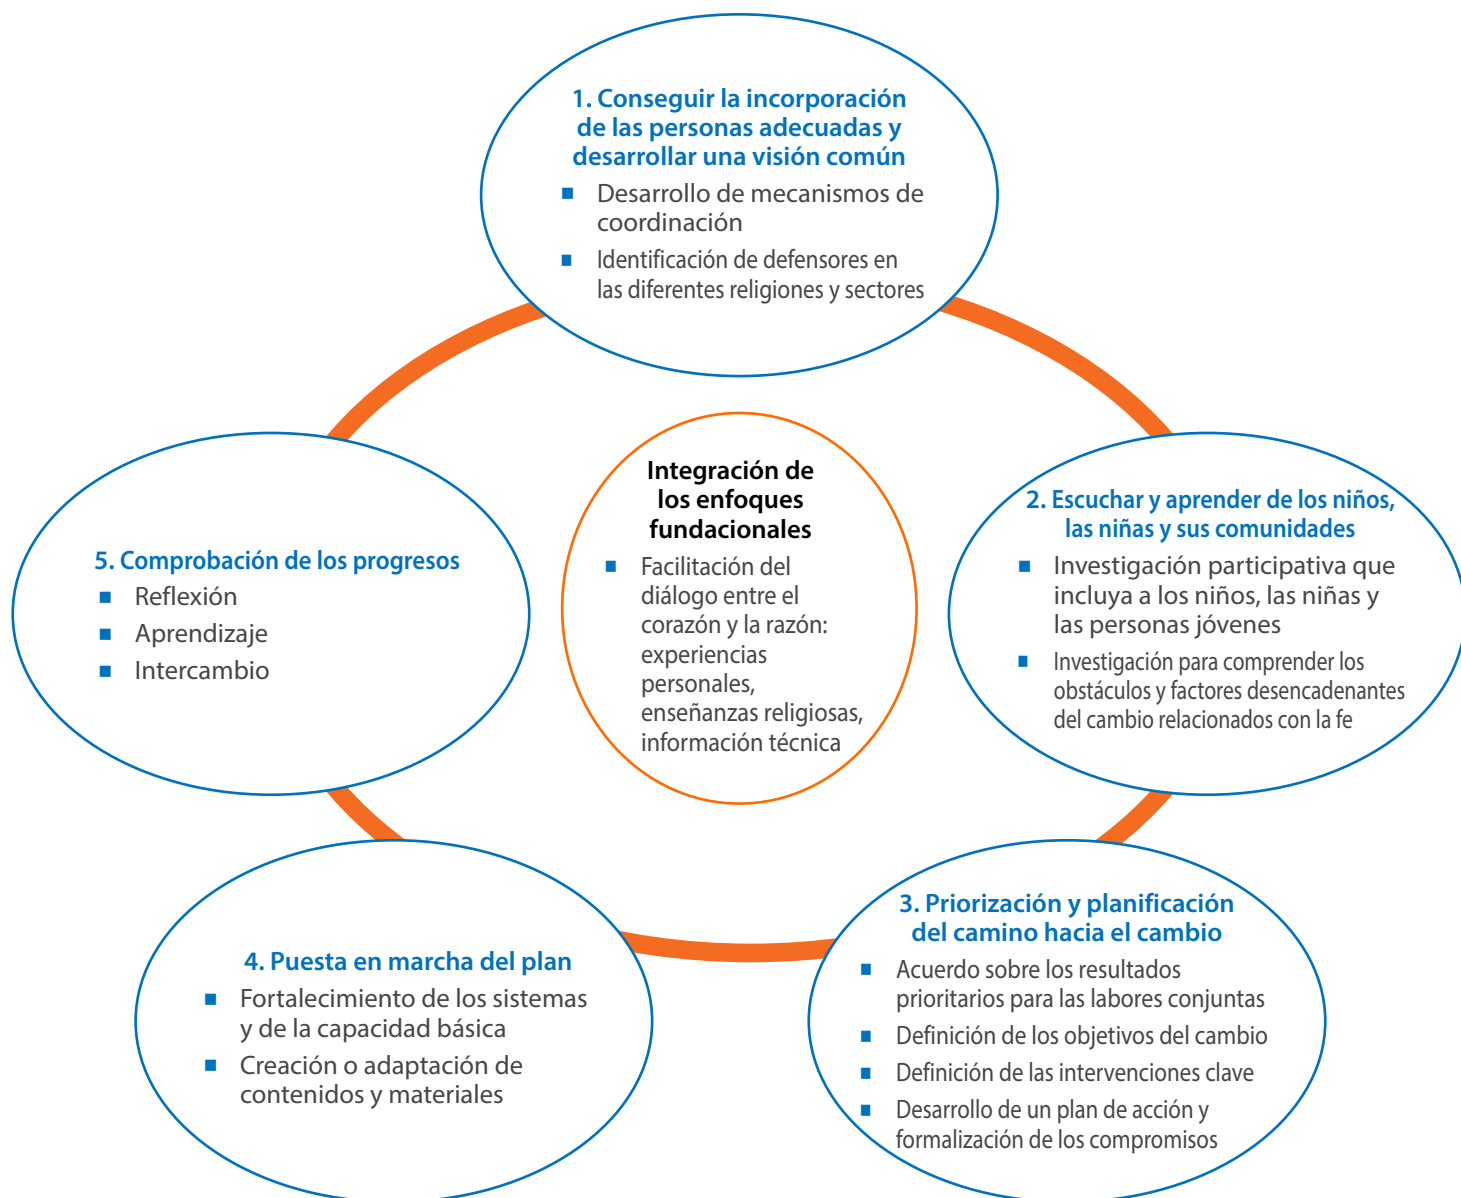 1. Conseguir la incorporación
de las personas adecuadas y
desarrollar una visión común
■ Desarrollo de mecanismos de
coordinación
■ Identificación de defensores en
las diferentes religiones y sectores
Integración de
los enfoques
fundacionales
■ Facilitación del
diálogo entre el
corazón y la razón:
experiencias
personales,
enseñanzas religiosas,
información técnica
2. Escuchar y aprender de los niños,
las niñas y sus comunidades
■ Investigación participativa que
incluya a los niños, las niñas y
las personas jóvenes
■ Investigación para comprender los
obstáculos y factores desencadenantes
del cambio relacionados con la fe
3. Priorización y planificación
del camino hacia el cambio
■ Acuerdo sobre los resultados
prioritarios para las labores conjuntas
■ Definición de los objetivos del cambio
■ Definición de las intervenciones clave
■ Desarrollo de un plan de acción y
formalización de los compromisos
4. Puesta en marcha del plan
■ Fortalecimiento de los sistemas
y de la capacidad básica
■ Creación o adaptación de
contenidos y materiales
5. Comprobación de los progresos
■ Reflexión
■ Aprendizaje
■ Intercambio